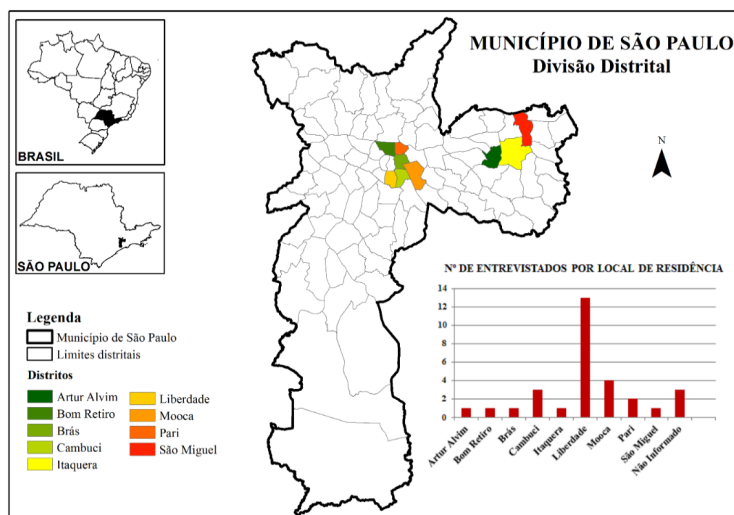 MUNICÍPIO DE SÃO PAULO
Divisão Distrital
BRASIL
SÃO PAULO
N
Legenda
Município de São Paulo
Limites distritais
Distritos
Artur Alvim
Bom Retiro
Brás
Cambuci
Itaquera
Liberdade
Mooca
Pari
São Miguel
Nº DE ENTREVISTADOS POR LOCAL DE RESIDÊNCIA
14
12
10
8
6
4
2
0
Artur Alvim
Bom Retiro
Brás
Cambuci
Itaquera
Liberdade
Mooca
Pari
São Miguel
Não Informado